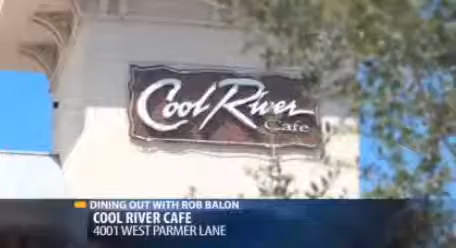 Cool River
Cafe
DINING OUT WITH ROB BALON
COOL RIVER CAFE
4001 WEST PARMER LANE